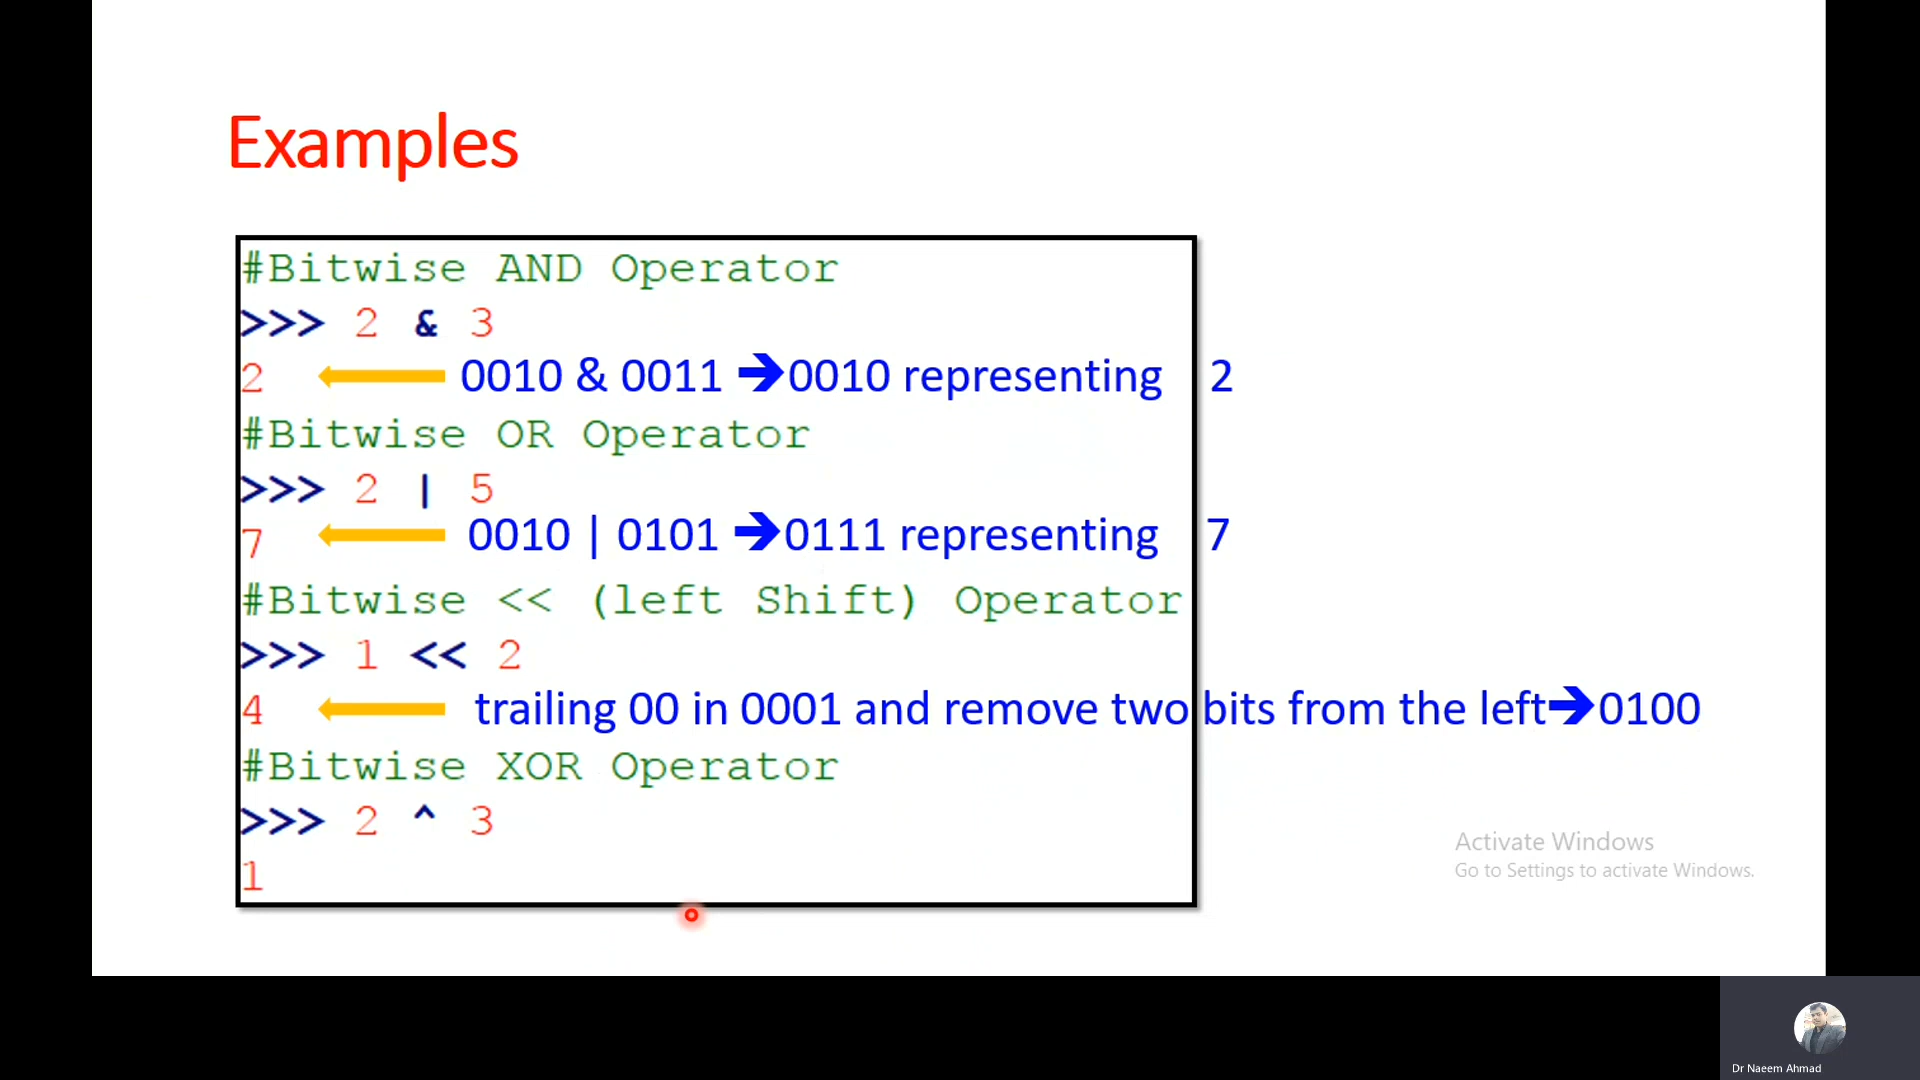 Examples
#Bitwise AND Operator
>>> 2 & 3
2 0010 & 0011 ➔0010 representing 2
#Bitwise OR Operator
>>> 2 | 5
7 0010 | 0101 ➔0111 representing 7
#Bitwise << (left Shift) Operator
>>> 1 << 2
4 trailing 00 in 0001 and remove two bits from the left➔0100
#Bitwise XOR Operator
>>> 2 ^ 3
1
Activate Windows
Go to Settings to activate Windows.
Dr Naeem Ahmad